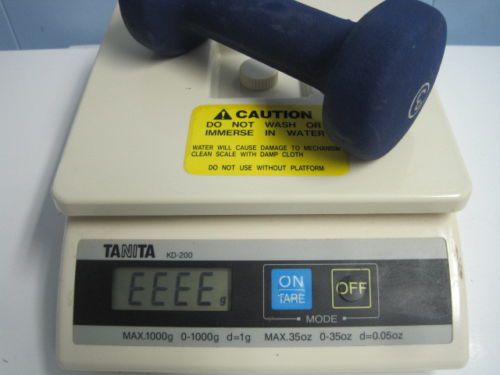 3
CAUTION
DO NOT WASH OR
IMMERSE IN WATER
WATER WILL CAUSE DAMAGE TO MECHANISM
CLEAN SCALE WITH DAMP CLOTH
DO NOT USE WITHOUT PLATFORM
TANITA KD-200
EEEE g
ON
TARE
OFF
MODE
MAX.1000g 0-1000g d=1g MAX.35oz 0-35oz d=0.05oz